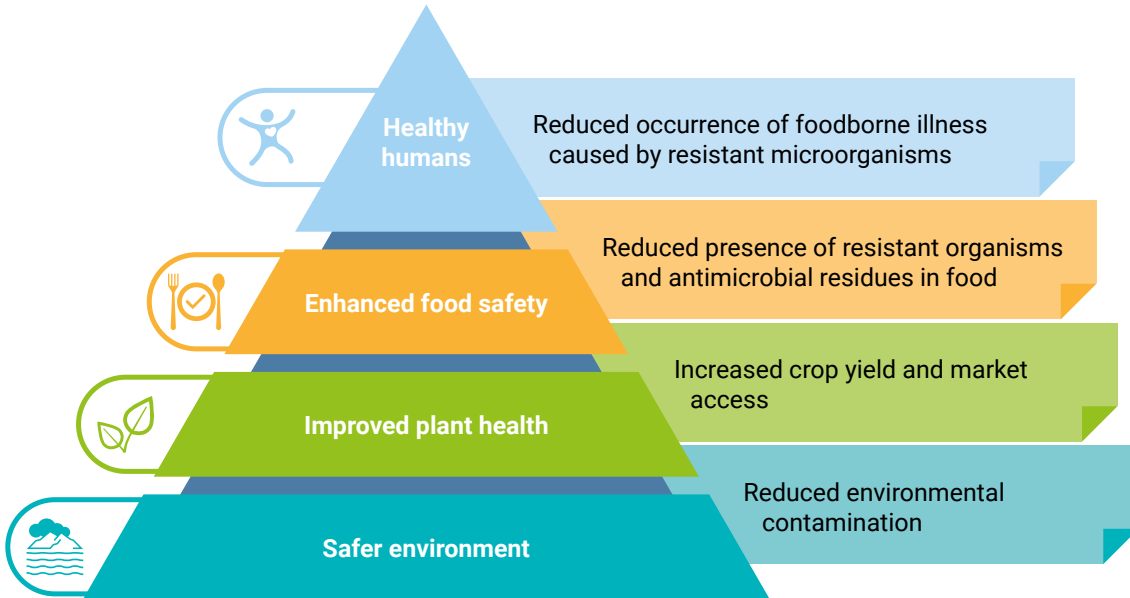 Healthy
humans
Reduced occurrence of foodborne illness
caused by resistant microorganisms
Enhanced food safety
Reduced presence of resistant organisms
and antimicrobial residues in food
Improved plant health
Increased crop yield and market
access
Safer environment
Reduced environmental
contamination